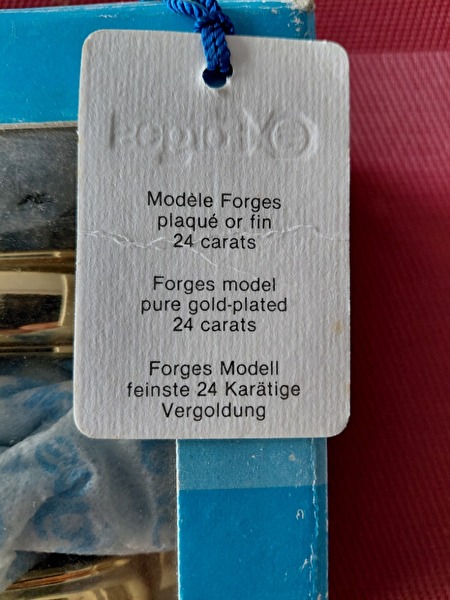 Modèle Forges
plaqué or fin
24 carats
Forges model
pure gold-plated
24 carats
Forges Modell
feinste 24 Karätige
Vergoldung